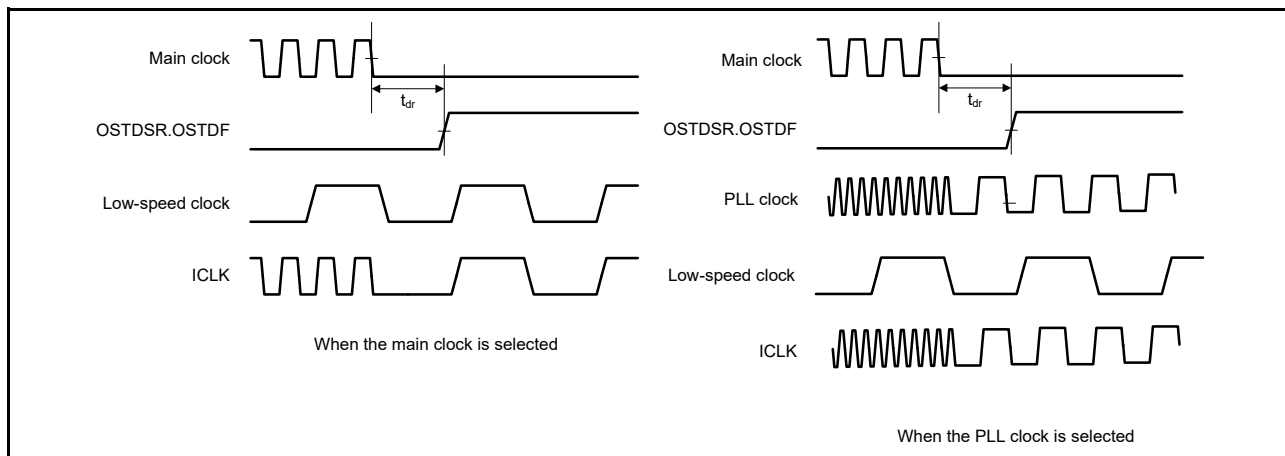 Main clock
t_dr
OSTDSR.OSTDF
Low-speed clock
ICLK
When the main clock is selected
Main clock
t_dr
OSTDSR.OSTDF
PLL clock
Low-speed clock
ICLK
When the PLL clock is selected